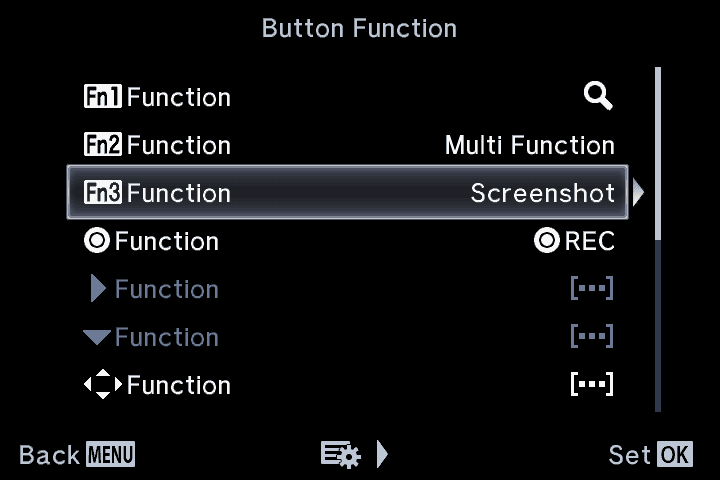 Button Function
Fn1 Function
Fn2 Function Multi Function
Fn3 Function Screenshot
Function REC
Function [...]
Function [...]
Function [...]
Back MENU Set OK